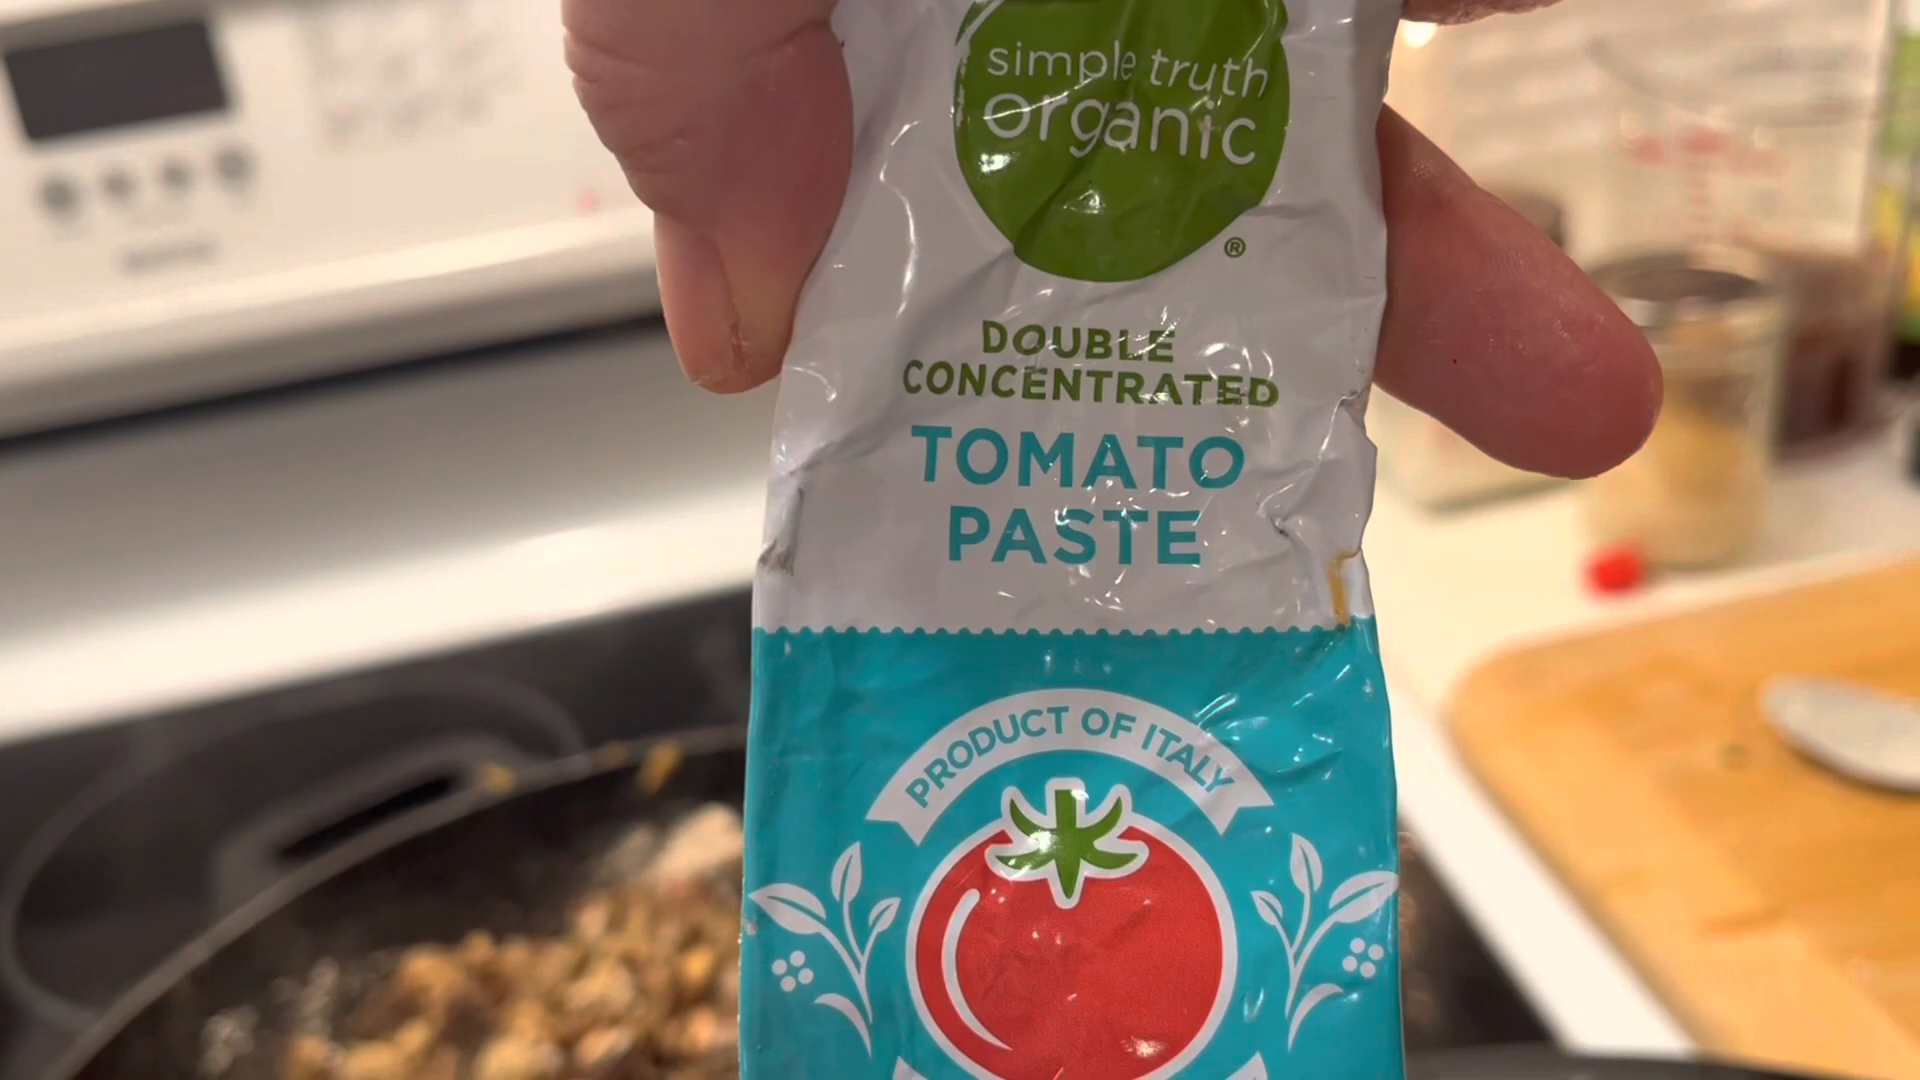 simple truth
organic
®
DOUBLE
CONCENTRATED
TOMATO
PASTE
PRODUCT OF ITALY